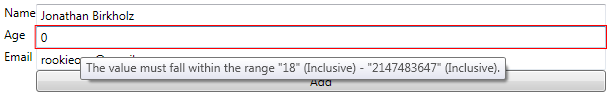 Name Jonathan Birkholz
Age 0
Email
The value must fall within the range "18" (Inclusive) - "2147483647" (Inclusive).
Add